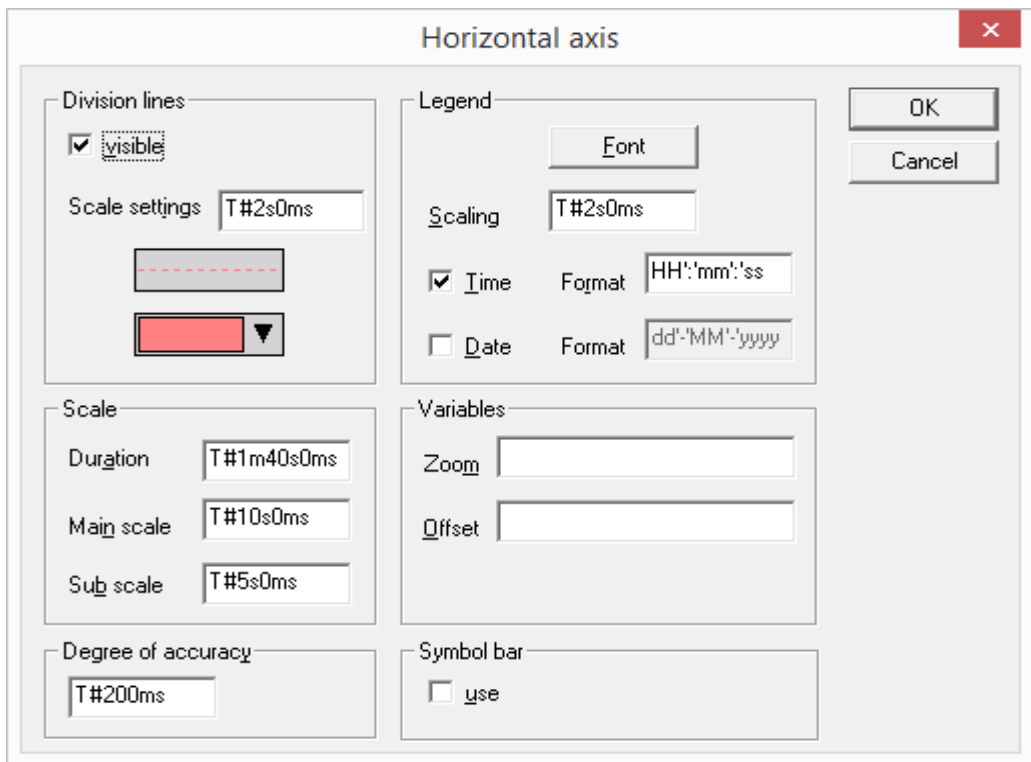 Horizontal axis
Division lines
visible
Scale settings T#2s0ms
Legend
Font
Scaling T#2s0ms
Time Format HH':'mm':'ss
Date Format dd'-'MM'-'yyyy
OK
Cancel
Scale
Duration T#1m40s0ms
Main scale T#10s0ms
Sub scale T#5s0ms
Variables
Zoom
Offset
Degree of accuracy
T#200ms
Symbol bar
use